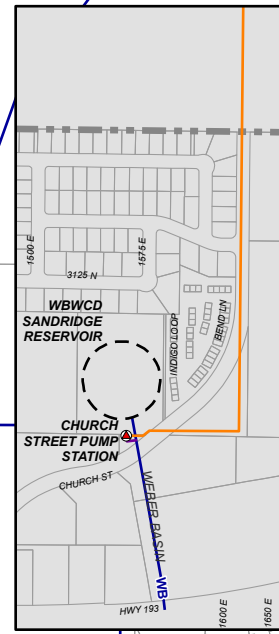 1500 E
1575 E
3125 N
WBWCD
SANDRIDGE
RESERVOIR
INDIGO LOOP
BEND LN
CHURCH
STREET PUMP
STATION
CHURCH ST
WEBER BASIN
WB
HWY 193
1600 E
1650 E